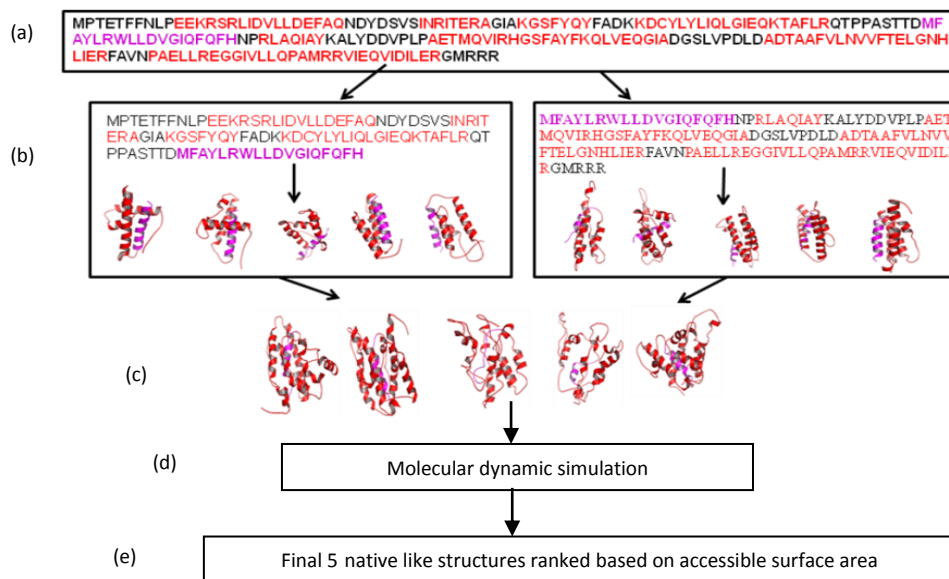 (a)
MPTETFFNLPEEKRSRLIDVLLDEFAQNDYDSVSINRITERAGIAKGSFYQYFADKKDCYLYLIQLGIEQKTAFLRQTPPASTTDMF
AYLRWLLDVGIQFQFHNPRLAQIAYKALYDDVPLPAETMQVIRHGSFAYFKQLVEQGIADGSLVPDLDADTAAFVLNVVFTELGNH
LIERFAVNPAELLREGGIVLLQPAMRRVIEQVIDILERGMRRR
(b)
MPTETFFNLPEEKRSRLIDVLLDEFAQNDYDSVSINRIT
ERAGIAKGSFYQYFADKKDCYLYLIQLGIEQKTAFLRQT
PPASTTDMFAYLRWLLDVGIQFQFH
MFAYLRWLLDVGIQFQFHNPRLAQIAYKALYDDVPLPAET
MQVIRHGSFAYFKQLVEQGIADGSLVPDLDADTAAFVLNVV
FTELGNHLIERFAVNPAELLREGGIVLLQPAMRRVIEQVIDILE
RGMRRR
(c)
(d)
Molecular dynamic simulation
(e)
Final 5 native like structures ranked based on accessible surface area